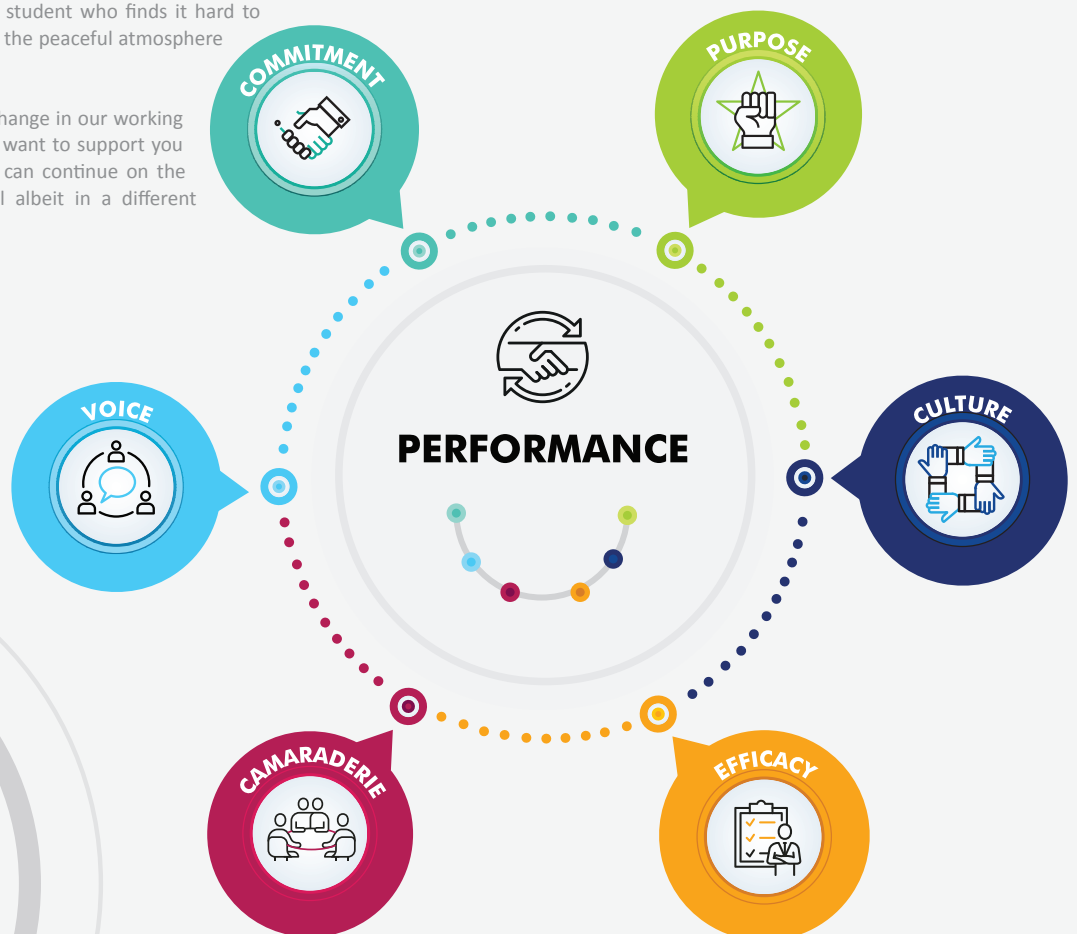 student who finds it hard to
the peaceful atmosphere
change in our working
want to support you
can continue on the
albeit in a different
COMMITMENT
PURPOSE
VOICE
PERFORMANCE
CULTURE
CAMARADERIE
EFFICACY